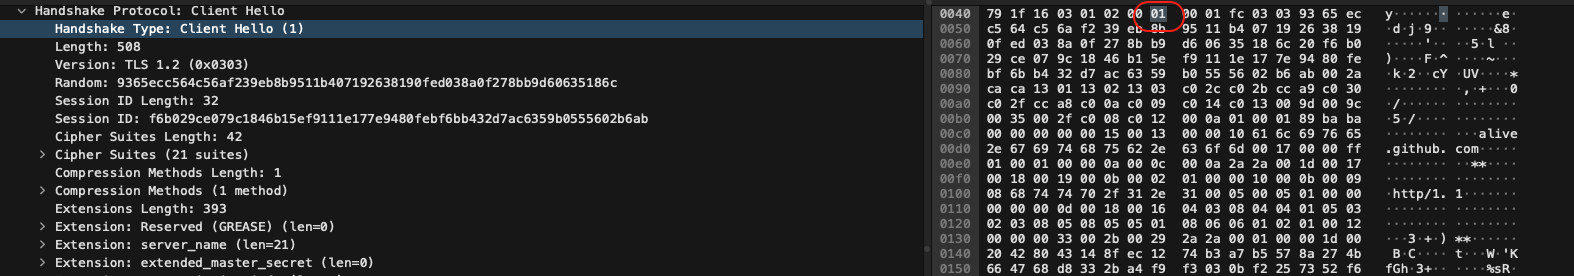 Handshake Protocol: Client Hello
Handshake Type: Client Hello (1)
Length: 508
Version: TLS 1.2 (0x0303)
Random: 9365ecc564c56af239eb8b9511b407192638190fed038a0f278bb9d60635186c
Session ID Length: 32
Session ID: f6b029ce079c1846b15ef9111e177e9480febf6bb432d7ac6359b0555602b6ab
Cipher Suites Length: 42
Cipher Suites (21 suites)
Compression Methods Length: 1
Compression Methods (1 method)
Extensions Length: 393
Extension: Reserved (GREASE) (len=0)
Extension: server_name (len=21)
Extension: extended_master_secret (len=0)
0040 79 1f 16 03 01 02 00 01 00 01 fc 03 03 93 65 ec y·······  ······e·
0050 c5 64 c5 6a f2 39 eb 8b 95 11 b4 07 19 26 38 19 ·d·j·9·· ·····&8·
0060 0f ed 03 8a 0f 27 8b b9 d6 06 35 18 6c 20 f6 b0 ·····'·· ··5·l ··
0070 29 ce 07 9c 18 46 b1 5e f9 11 1e 17 7e 94 80 fe )····F·^ ····~···
0080 bf 6b b4 32 d7 ac 63 59 b0 55 56 02 b6 ab 00 2a ·k·2··cY ·UV····*
0090 ca ca 13 01 13 02 13 03 c0 2c c0 2b cc a9 c0 30 ········ ·,·+···0
00a0 c0 2f cc a8 c0 0a c0 09 c0 14 c0 13 00 9d 00 9c ·/······ ········
00b0 00 35 00 2f c0 08 c0 12 00 0a 01 00 01 89 ba ba ·5·/···· ········
00c0 00 00 00 00 00 15 00 13 00 00 10 61 6c 69 76 65 ········ ···alive
00d0 2e 67 69 74 68 75 62 2e 63 6f 6d 00 17 00 00 ff .github. com·····
00e0 01 00 01 00 00 0a 00 0c 00 0a 2a 2a 00 1d 00 17 ········ ··**····
00f0 00 18 00 19 00 0b 00 02 01 00 00 10 00 0b 00 09 ········ ········
0100 08 68 74 74 70 2f 31 2e 31 00 05 00 05 01 00 00 ·http/1. 1·······
0110 00 00 00 0d 00 18 00 16 04 03 08 04 04 01 05 03 ········ ········
0120 02 03 08 05 08 05 05 01 08 06 06 01 02 01 00 12 ········ ········
0130 00 00 00 33 00 2b 00 29 2a 2a 00 01 00 00 1d 00 ···3·+·) **······
0140 20 42 80 43 14 8f ec 12 74 b3 a7 b5 57 8a 27 4b B·C···· t···W·'K
0150 66 47 68 d8 33 2b a4 f9 f3 03 0b f2 25 73 52 f6 fGh·3+·· ····%sR·